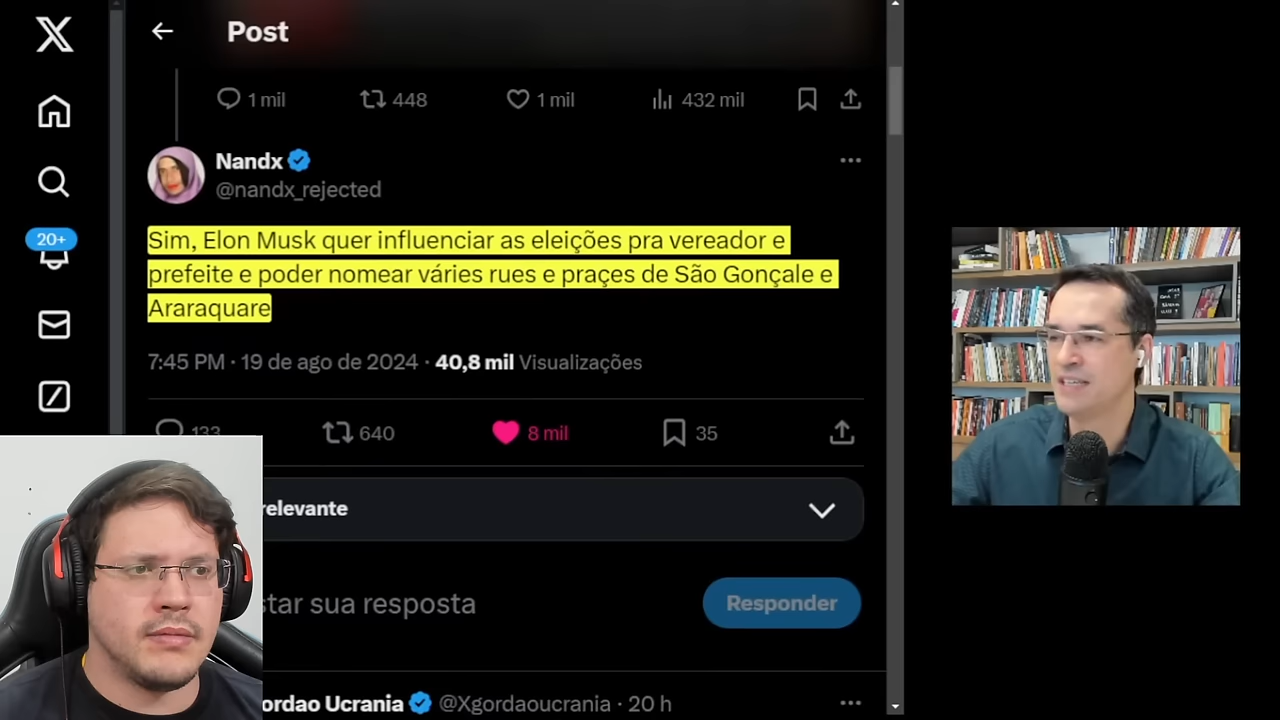 Post
1 mil 448 1 mil 432 mil
Nandx
@nandx_rejected
20+
Sim, Elon Musk quer influenciar as eleições pra vereador e
prefeite e poder nomear váries rues e praçes de São Gonçale e
Araraquare
7:45 PM · 19 de ago de 2024 · 40,8 mil Visualizações
133 640 8 mil 35
relevante
star sua resposta
Responder
ordao Ucrania @Xgordaoucrania · 20 h